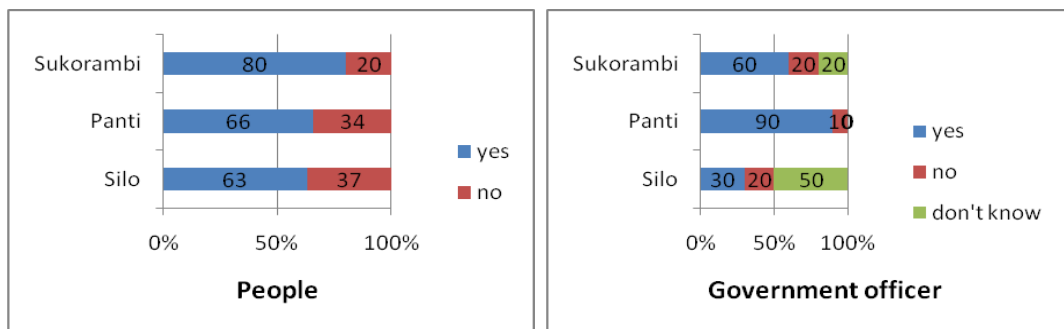 Sukorambi
80 20
Panti
66 34
Silo
63 37
0% 50% 100%
yes
no
People
Sukorambi
60 20 20
Panti
90 10
Silo
30 20 50
0% 50% 100%
yes
no
don't know
Government officer